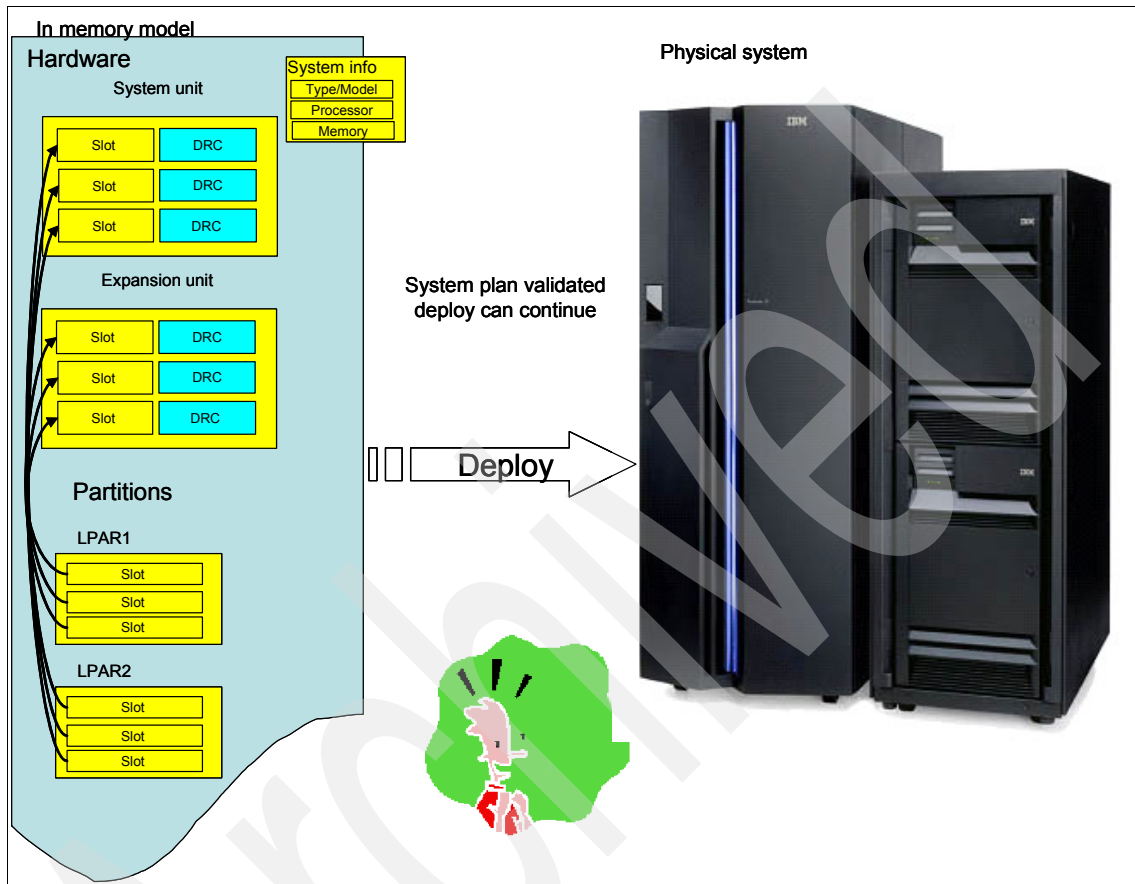 In memory model
Hardware
System unit
System info
Type/Model
Processor
Memory
Slot DRC
Slot DRC
Slot DRC
Expansion unit
Slot DRC
Slot DRC
Slot DRC
Partitions
LPAR1
Slot
Slot
Slot
LPAR2
Slot
Slot
Slot
System plan validated
deploy can continue
Deploy
Physical system
IBM
IBM
IBM
Archived